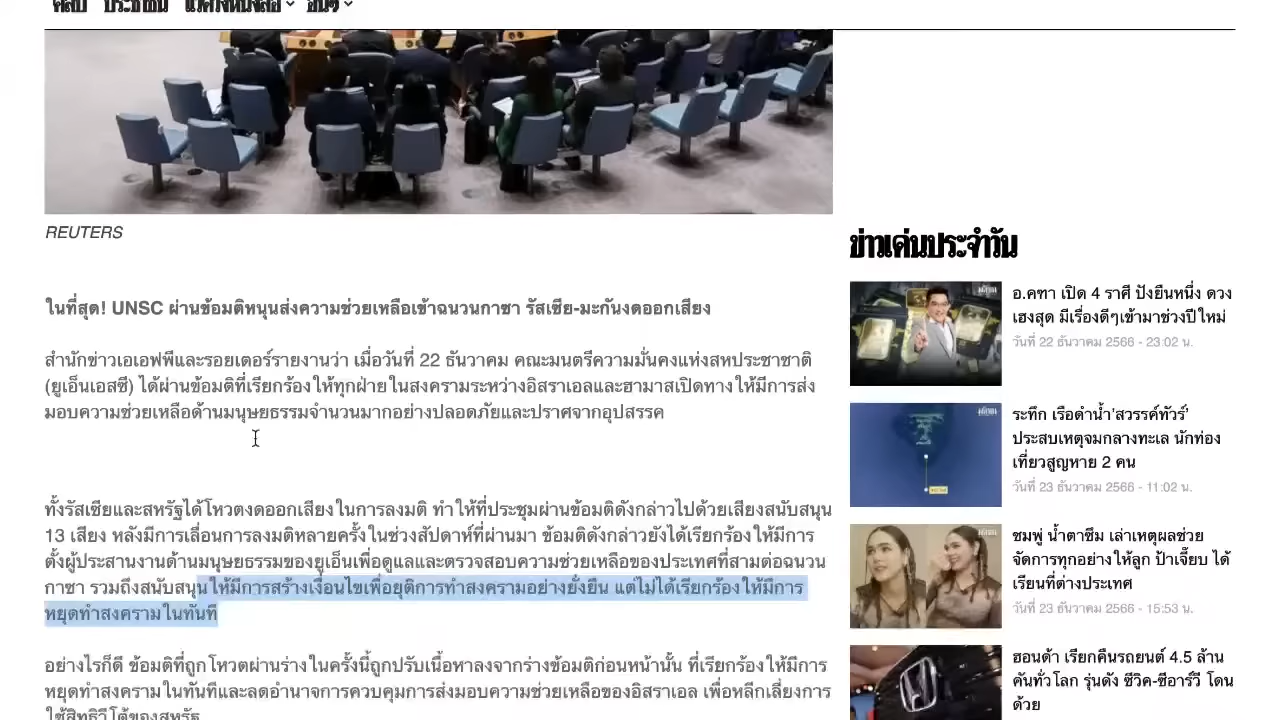 คลิป ประชาชื่น แวดวงหนังสือ อื่นๆ
REUTERS
ในที่สุด! UNSC ผ่านข้อมติหนุนส่งความช่วยเหลือเข้าฉนวนกาซา รัสเซีย-มะกันงดออกเสียง
สำนักข่าวเอเอฟพีและรอยเตอร์รายงานว่า เมื่อวันที่ 22 ธันวาคม คณะมนตรีความมั่นคงแห่งสหประชาชาติ
(ยูเอ็นเอสซี) ได้ผ่านข้อมติที่เรียกร้องให้ทุกฝ่ายในสงครามระหว่างอิสราเอลและฮามาสเปิดทางให้มีการส่ง
มอบความช่วยเหลือด้านมนุษยธรรมจำนวนมากอย่างปลอดภัยและปราศจากอุปสรรค
ทั้งรัสเซียและสหรัฐได้โหวตงดออกเสียงในการลงมติ ทำให้ที่ประชุมผ่านข้อมติดังกล่าวไปด้วยเสียงสนับสนุน
13 เสียง หลังมีการเลื่อนการลงมติหลายครั้งในช่วงสัปดาห์ที่ผ่านมา ข้อมติดังกล่าวยังได้เรียกร้องให้มีการ
ตั้งผู้ประสานงานด้านมนุษยธรรมของยูเอ็นเพื่อดูแลและตรวจสอบความช่วยเหลือของประเทศที่สามต่อฉนวน
กาซา รวมถึงสนับสนุนให้มีการสร้างเงื่อนไขเพื่อยุติการทำสงครามอย่างยั่งยืน แต่ไม่ได้เรียกร้องให้มีการ
หยุดทำสงครามในทันที
อย่างไรก็ดี ข้อมติที่ถูกโหวตผ่านร่างในครั้งนี้ถูกปรับเนื้อหาลงจากร่างข้อมติก่อนหน้านั้น ที่เรียกร้องให้มีการ
หยุดทำสงครามในทันทีและลดอำนาจการควบคุมการส่งมอบความช่วยเหลือของอิสราเอล เพื่อหลีกเลี่ยงการ
ใช้สิทธิวีโต้ของสหรัฐ
ข่าวเด่นประจำวัน
อ.คฑา เปิด 4 ราศี ปังยืนหนึ่ง ดวง
เฮงสุด มีเรื่องดีๆเข้ามาช่วงปีใหม่
วันที่ 22 ธันวาคม 2566 - 23:02 น.
ระทึก เรือดำน้ำ'สวรรค์ทัวร์'
ประสบเหตุจมกลางทะเล นักท่อง
เที่ยวสูญหาย 2 คน
วันที่ 23 ธันวาคม 2566 - 11:02 น.
ชมพู่ น้ำตาซึม เล่าเหตุผลช่วย
จัดการทุกอย่างให้ลูก ป้าเจี๊ยบ ได้
เรียนที่ต่างประเทศ
วันที่ 23 ธันวาคม 2566 - 15:53 น.
ฮอนด้า เรียกคืนรถยนต์ 4.5 ล้าน
คันทั่วโลก รุ่นดัง ซีวิค-ซีอาร์วี โดน
ด้วย